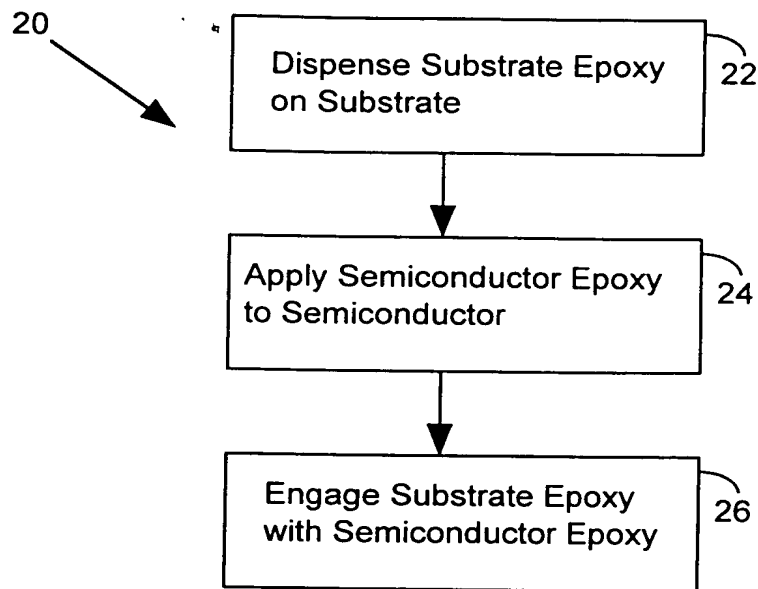 20
Dispense Substrate Epoxy
on Substrate
22
Apply Semiconductor Epoxy
to Semiconductor
24
Engage Substrate Epoxy
with Semiconductor Epoxy
26